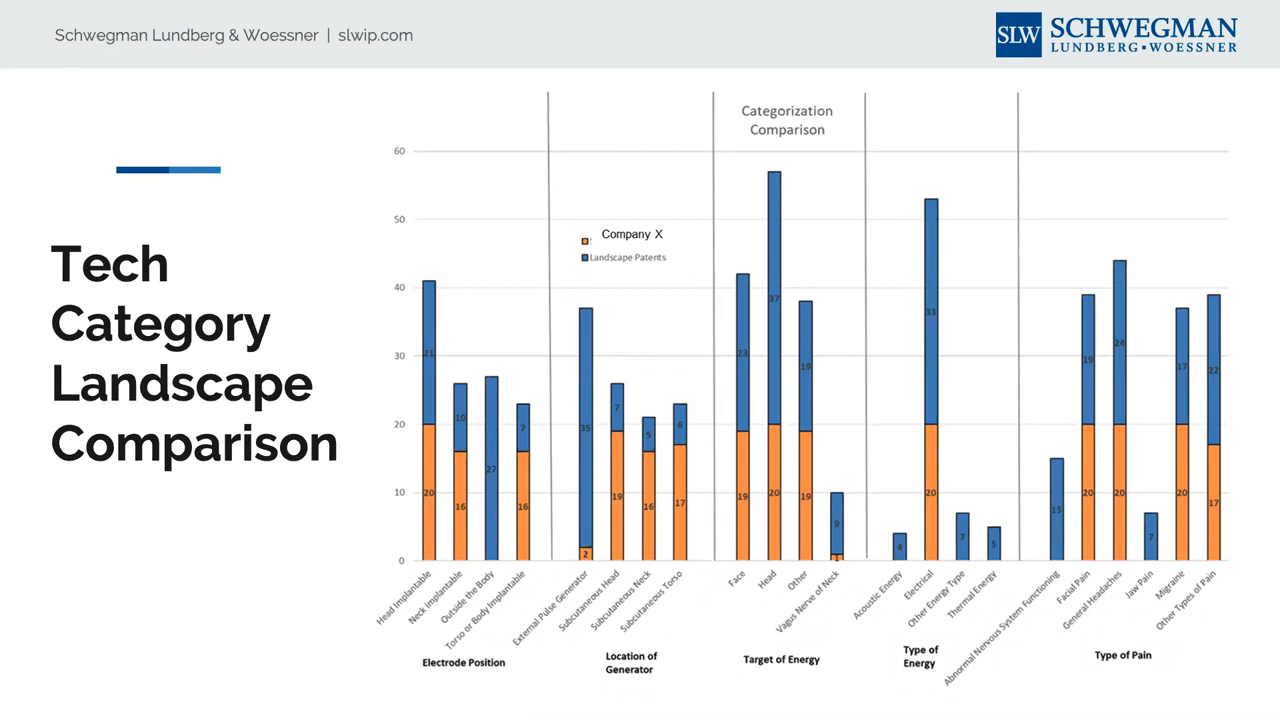 Schwegman Lundberg & Woessner | slwip.com
SLW SCHWEGMAN
LUNDBERG ▪ WOESSNER
Tech
Category
Landscape
Comparison
Categorization
Comparison
Company X
Landscape Patents
60
50
40
30
20
10
0
21
20
10
16
27
7
16
35
2
7
19
5
16
6
17
23
19
37
20
19
19
9
1
4
33
20
7
5
15
19
20
24
20
7
17
20
22
17
Head Implantable
Neck Implantable
Outside the Body
Torso or Body Implantable
External Pulse Generator
Subcutaneous Head
Subcutaneous Neck
Subcutaneous Torso
Face
Head
Other
Vagus Nerve of Neck
Acoustic Energy
Electrical
Other Energy Type
Thermal Energy
Abnormal Nervous System Functioning
Facial Pain
General Headaches
Jaw Pain
Migraine
Other Types of Pain
Electrode Position
Location of
Generator
Target of Energy
Type of
Energy
Type of Pain